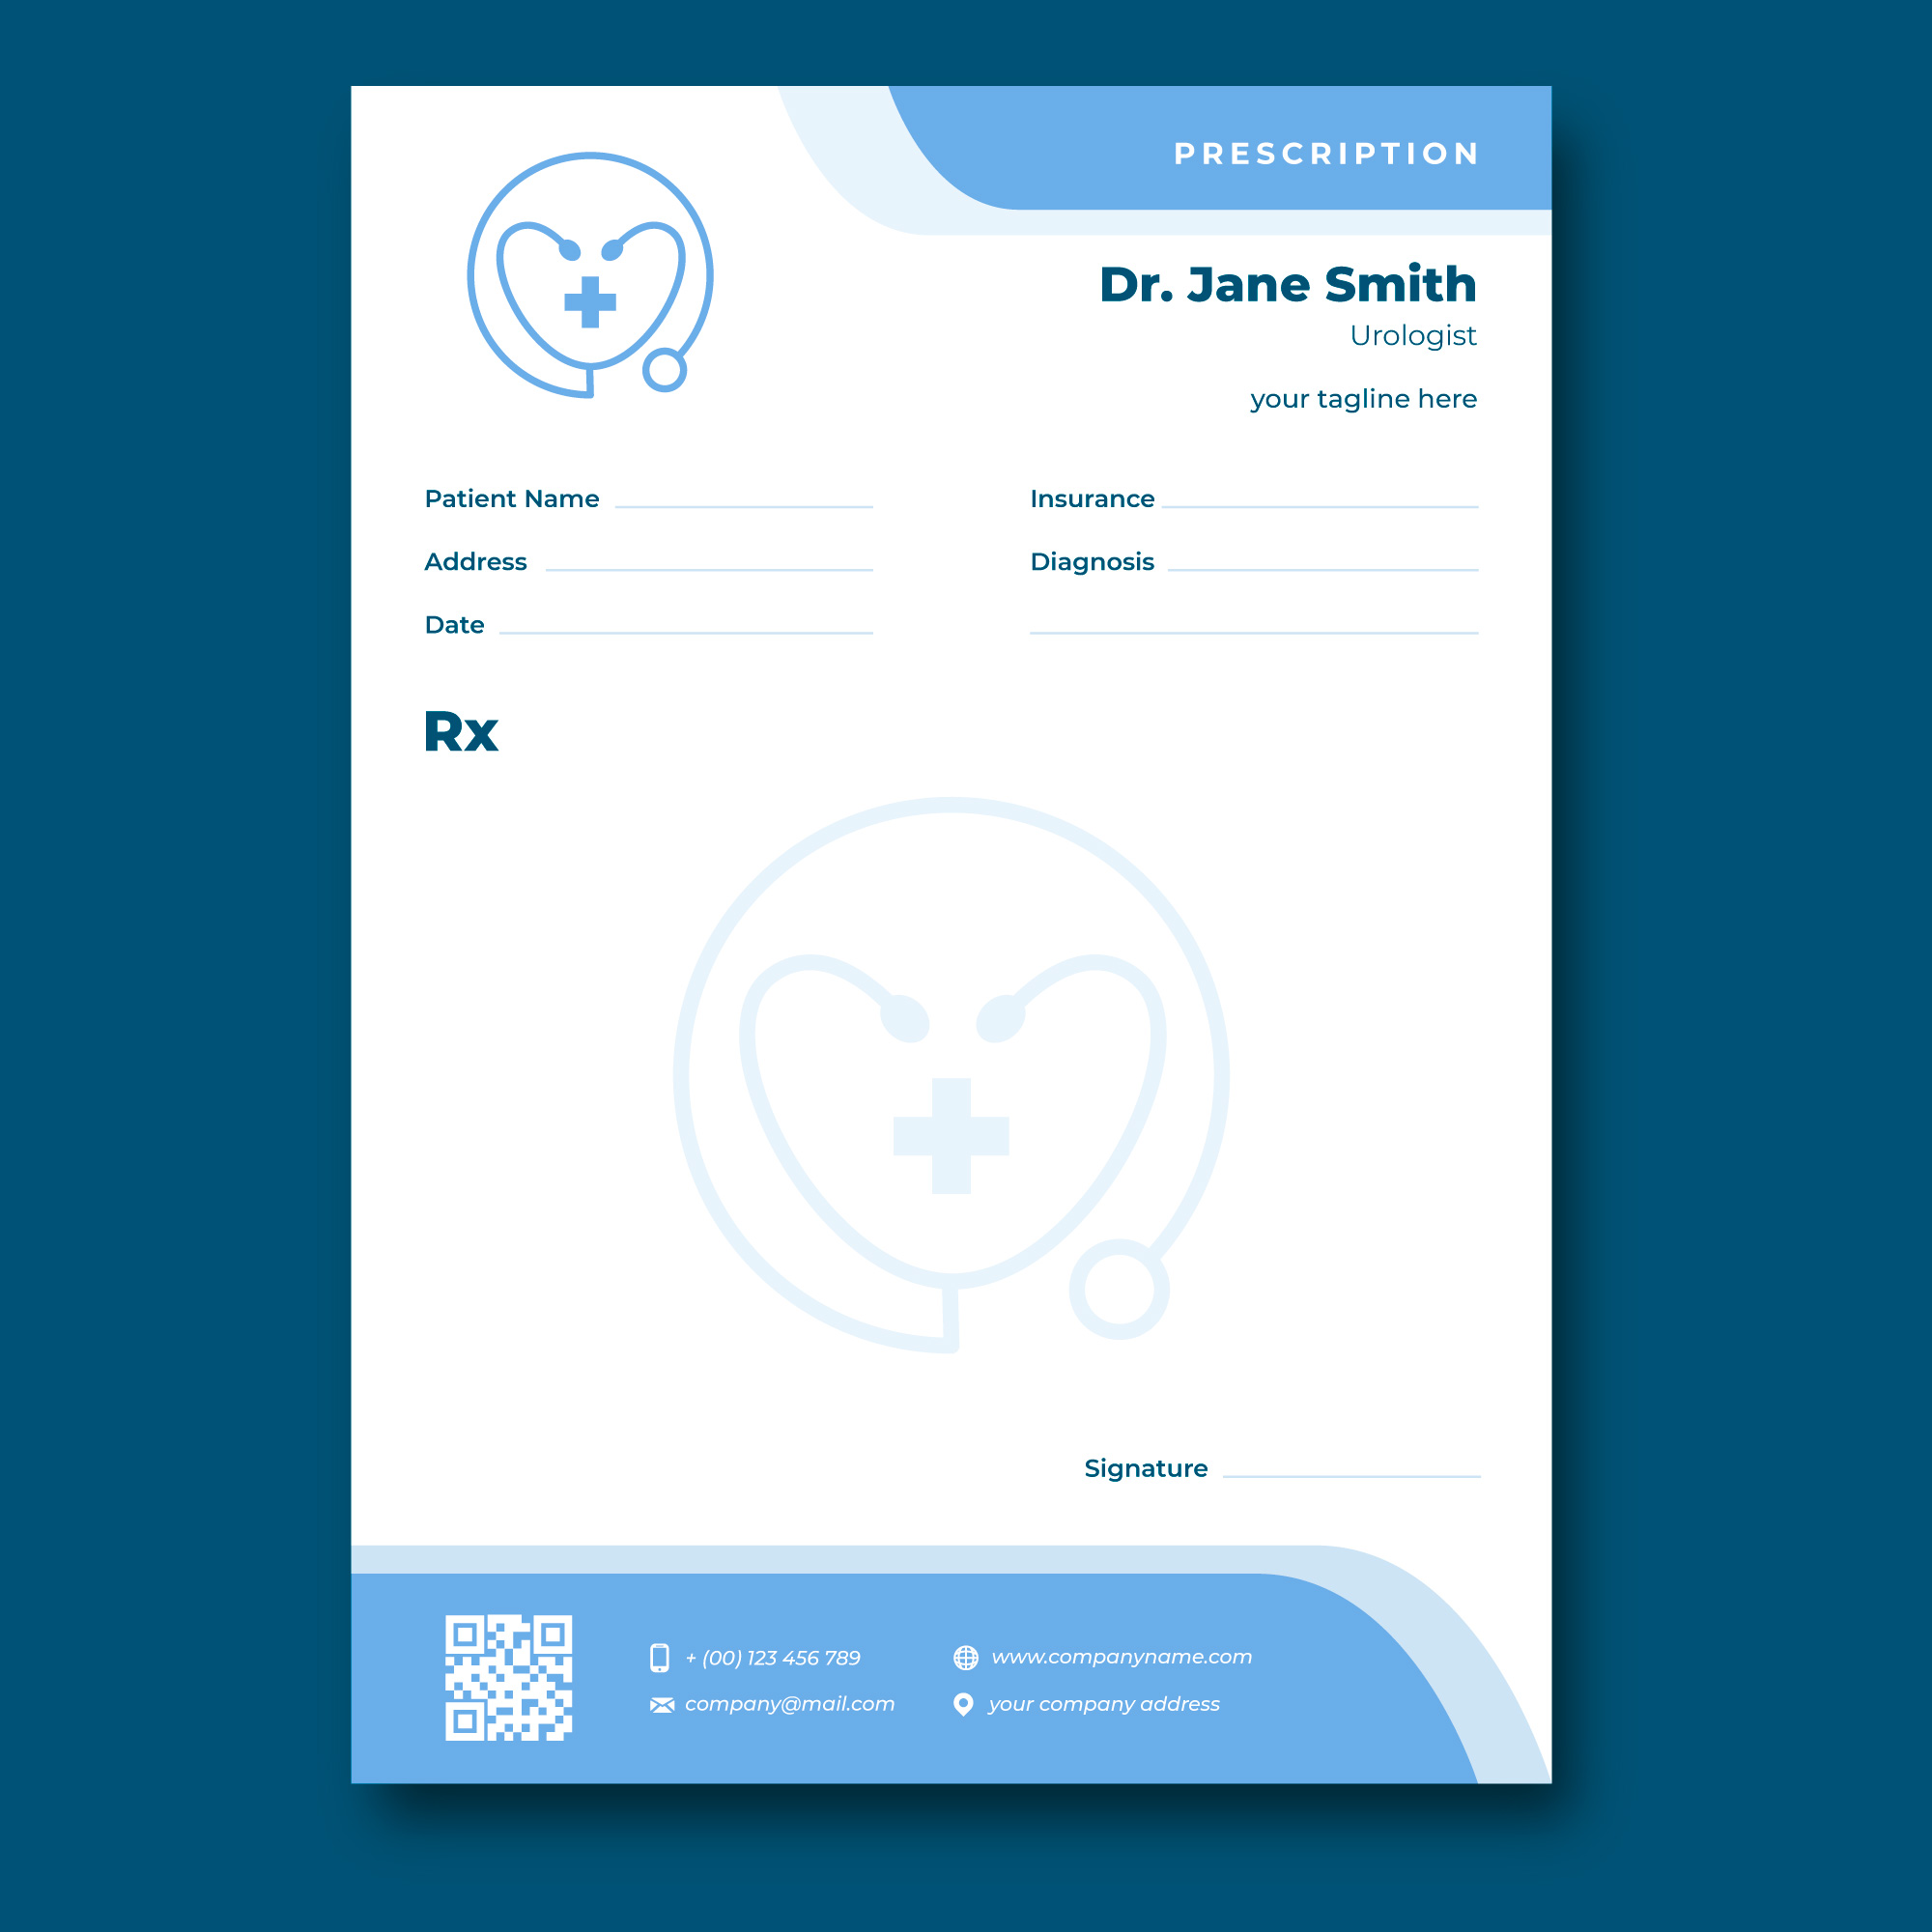 PRESCRIPTION
Dr. Jane Smith
Urologist
your tagline here
Patient Name
Insurance
Address
Diagnosis
Date
Rx
Signature
+ (00) 123 456 789
www.companyname.com
company@mail.com
your company address